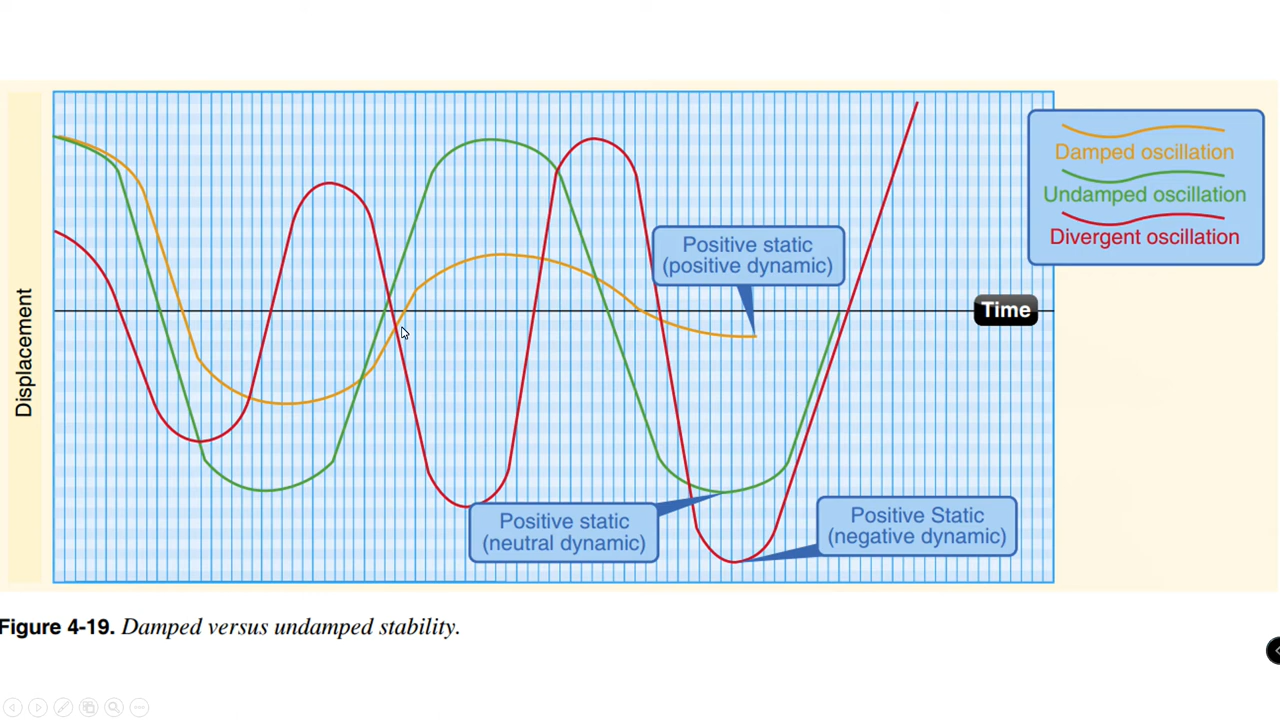 Displacement
Damped oscillation
Undamped oscillation
Divergent oscillation
Positive static
(positive dynamic)
Time
Positive static
(neutral dynamic)
Positive Static
(negative dynamic)
Figure 4-19. Damped versus undamped stability.